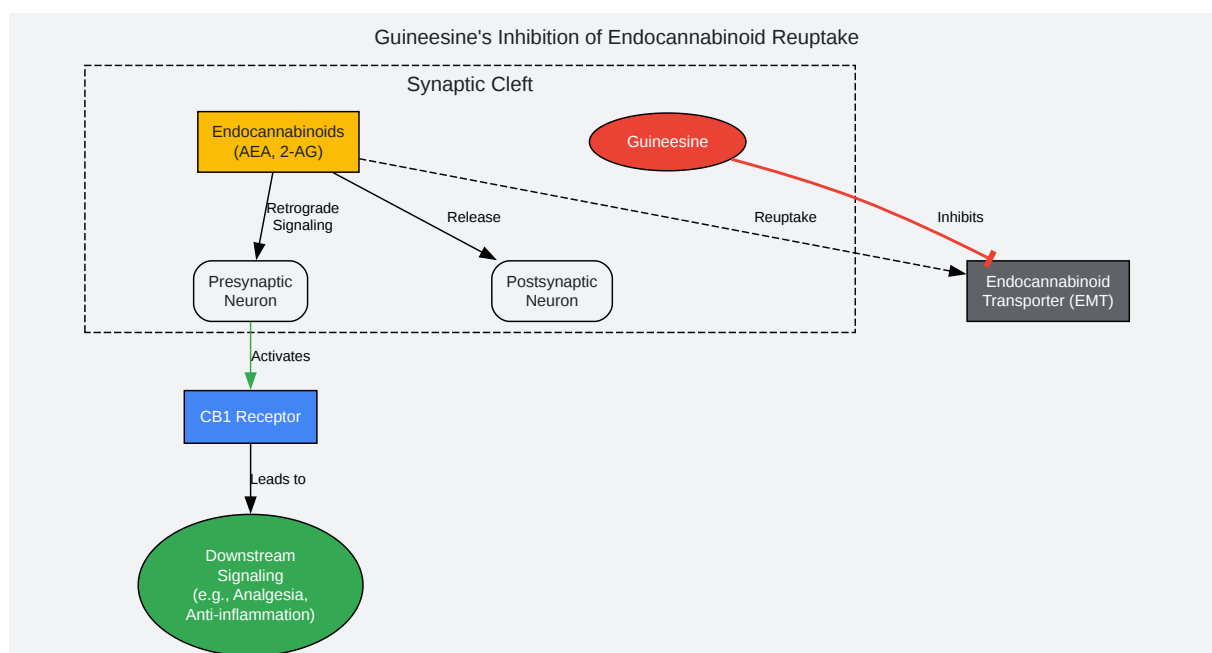 Guineesine's Inhibition of Endocannabinoid Reuptake
Synaptic Cleft
Endocannabinoids
(AEA, 2-AG)
Guineesine
Retrograde
Signaling
Release
Reuptake
Inhibits
Presynaptic
Neuron
Postsynaptic
Neuron
Endocannabinoid
Transporter (EMT)
Activates
CB1 Receptor
Leads to
Downstream
Signaling
(e.g., Analgesia,
Anti-inflammation)